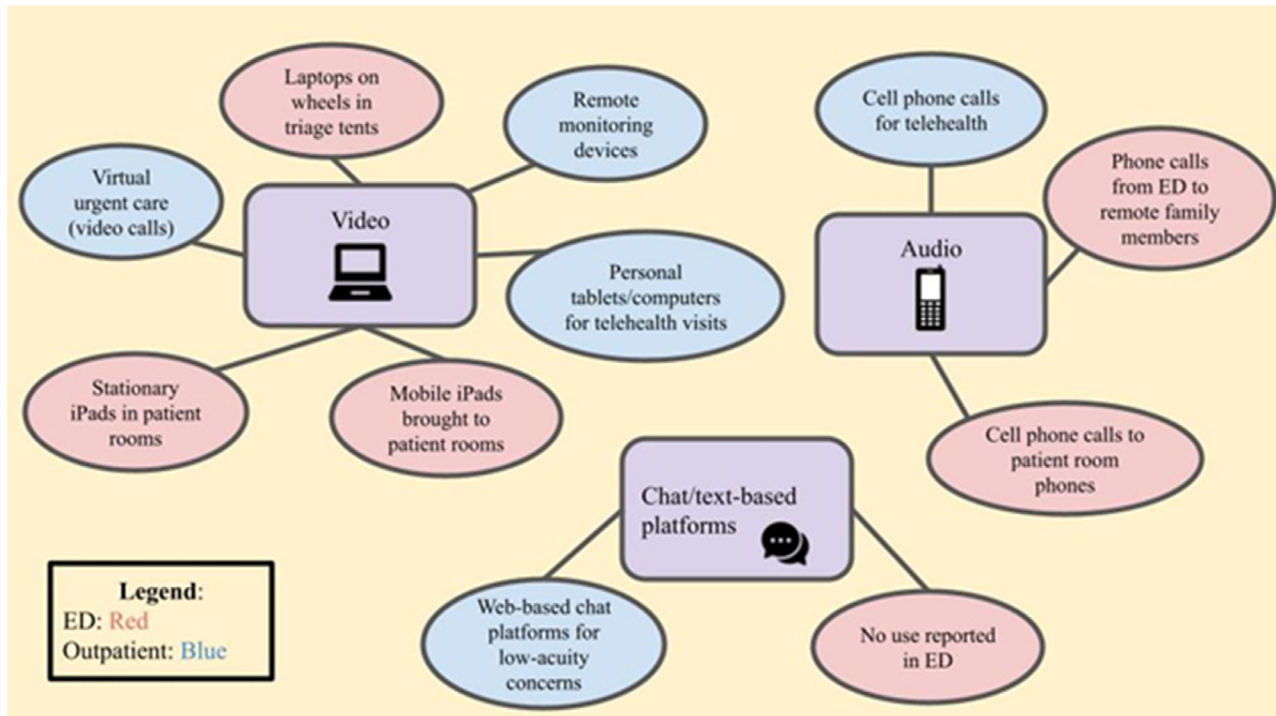 Laptops on
wheels in
triage tents
Remote
monitoring
devices
Virtual
urgent care
(video calls)
Video
Personal
tablets/computers
for telehealth visits
Stationary
iPads in patient
rooms
Mobile iPads
brought to
patient rooms
Cell phone calls
for telehealth
Phone calls
from ED to
remote family
members
Audio
Cell phone calls to
patient room
phones
Chat/text-based
platforms
Web-based chat
platforms for
low-acuity
concerns
No use reported
in ED
Legend:
ED: Red
Outpatient: Blue